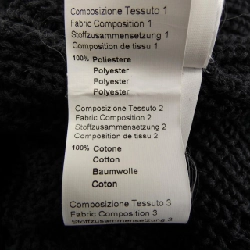 Composizione Tessuto 1
Fabric Composition 1
Stoffzusammensetzung 1
Composition de tissu 1
100% Poliestere
Polyester
Polyester
Polyester
Composizione Tessuto 2
Fabric Composition 2
Stoffzusammensetzung 2
Composition de tissu 2
100% Cotone
Cotton
Baumwolle
Coton
Composizione Tessuto 3
Fabric Composition 3
Stoffzusammensetzung 3